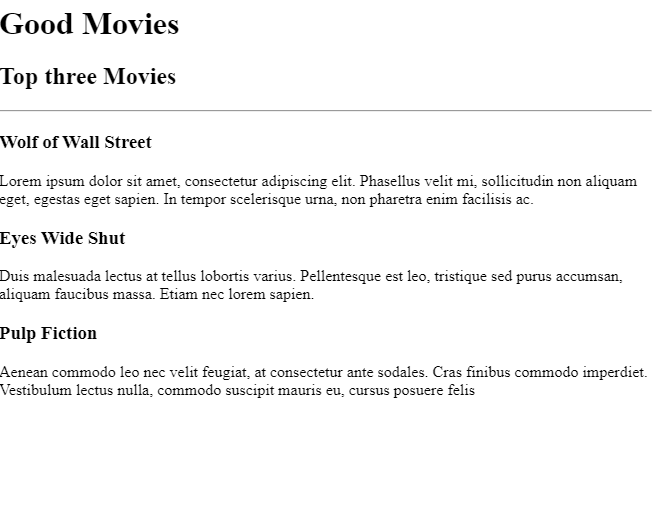 Good Movies
Top three Movies
Wolf of Wall Street
Lorem ipsum dolor sit amet, consectetur adipiscing elit. Phasellus velit mi, sollicitudin non aliquam
eget, egestas eget sapien. In tempor scelerisque urna, non pharetra enim facilisis ac.
Eyes Wide Shut
Duis malesuada lectus at tellus lobortis varius. Pellentesque est leo, tristique sed purus accumsan,
aliquam faucibus massa. Etiam nec lorem sapien.
Pulp Fiction
Aenean commodo leo nec velit feugiat, at consectetur ante sodales. Cras finibus commodo imperdiet.
Vestibulum lectus nulla, commodo suscipit mauris eu, cursus posuere felis